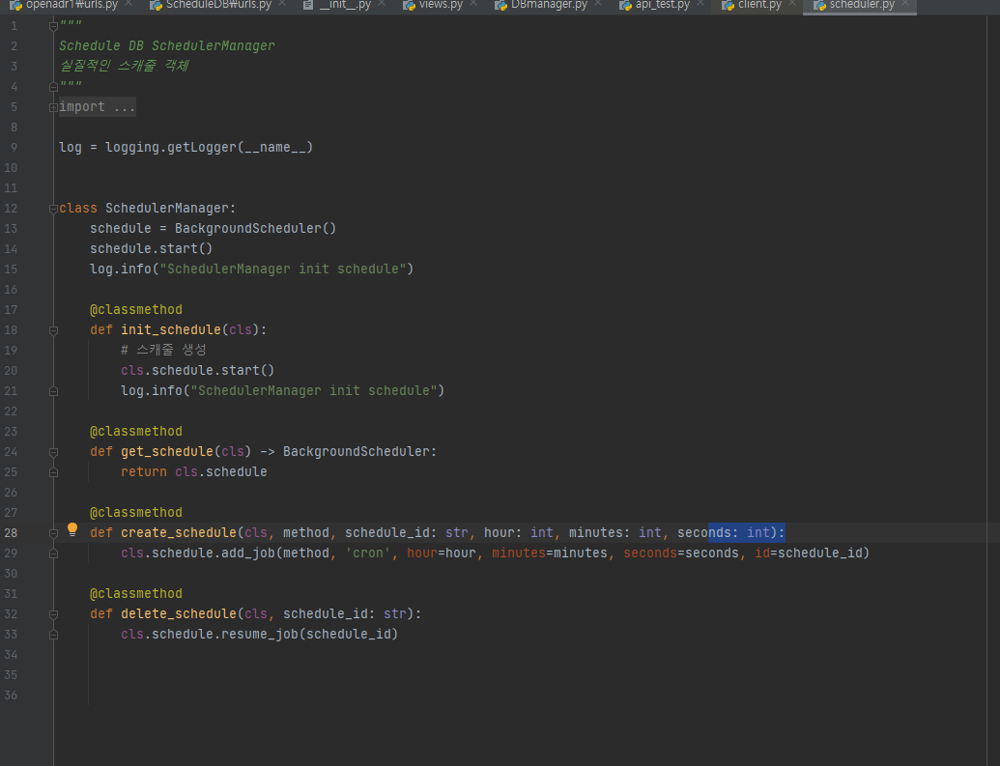 openadr1₩urls.py ScheduleDB₩urls.py __init__.py views.py DBmanager.py api_test.py client.py scheduler.py
1 """
2 Schedule DB SchedulerManager
3 실질적인 스캐줄 객체
4 """
5 import ...
8
9 log = logging.getLogger(__name__)
10
11
12 class SchedulerManager:
13 schedule = BackgroundScheduler()
14 schedule.start()
15 log.info("SchedulerManager init schedule")
16
17 @classmethod
18 def init_schedule(cls):
19 # 스캐줄 생성
20 cls.schedule.start()
21 log.info("SchedulerManager init schedule")
22
23 @classmethod
24 def get_schedule(cls) -> BackgroundScheduler:
25 return cls.schedule
26
27 @classmethod
28 def create_schedule(cls, method, schedule_id: str, hour: int, minutes: int, seconds: int):
29 cls.schedule.add_job(method, 'cron', hour=hour, minutes=minutes, seconds=seconds, id=schedule_id)
30
31 @classmethod
32 def delete_schedule(cls, schedule_id: str):
33 cls.schedule.resume_job(schedule_id)
34
35
36